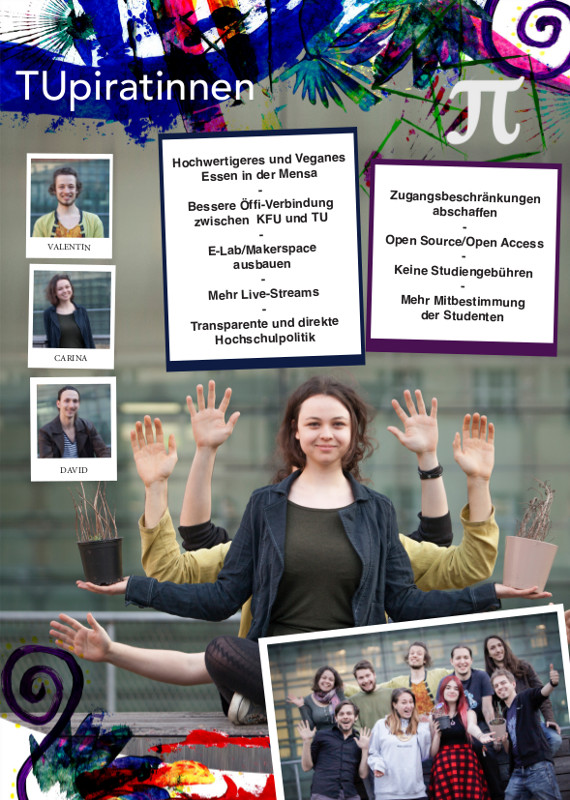 TUpiratinnen
π
VALENTIN
CARINA
DAVID
Hochwertigeres und Veganes
Essen in der Mensa
-
Bessere Öffi-Verbindung
zwischen KFU und TU
-
E-Lab/Makerspace
ausbauen
-
Mehr Live-Streams
-
Transparente und direkte
Hochschulpolitik
Zugangsbeschränkungen
abschaffen
-
Open Source/Open Access
-
Keine Studiengebühren
-
Mehr Mitbestimmung
der Studenten